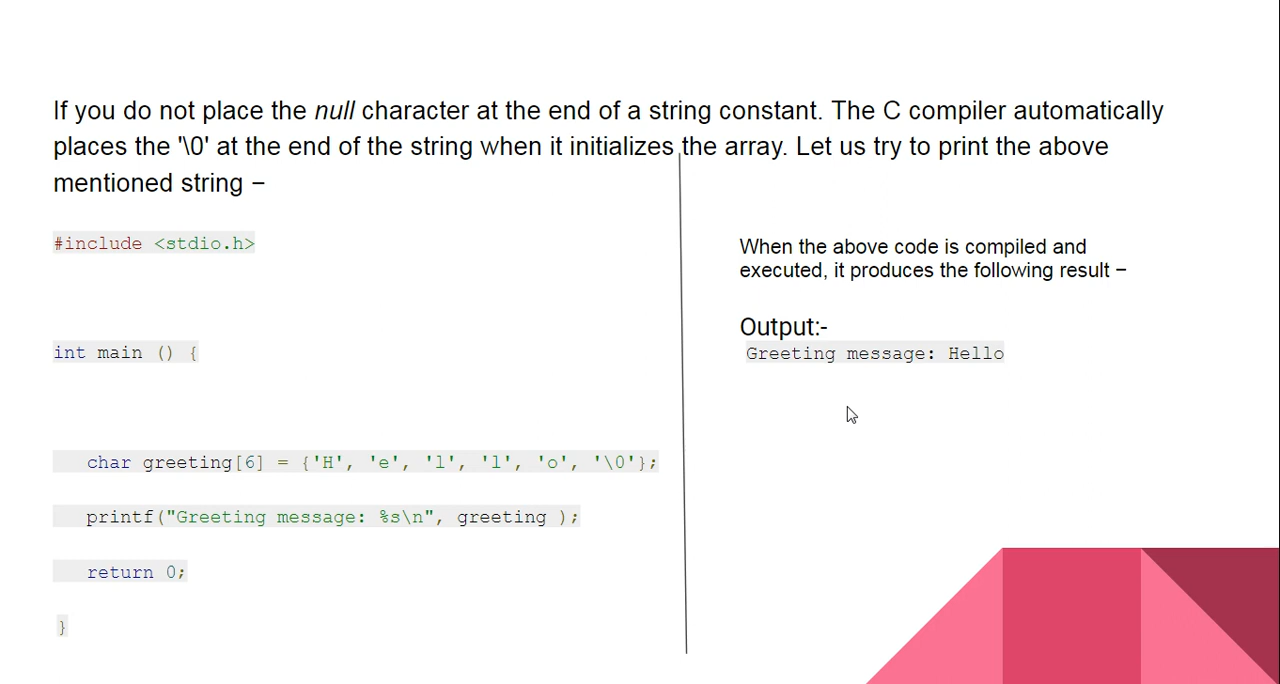 If you do not place the null character at the end of a string constant. The C compiler automatically
places the '\0' at the end of the string when it initializes the array. Let us try to print the above
mentioned string –
#include <stdio.h>
int main () {
char greeting[6] = {'H', 'e', 'l', 'l', 'o', '\0'};
printf("Greeting message: %s\n", greeting );
return 0;
}
When the above code is compiled and
executed, it produces the following result –
Output:-
Greeting message: Hello